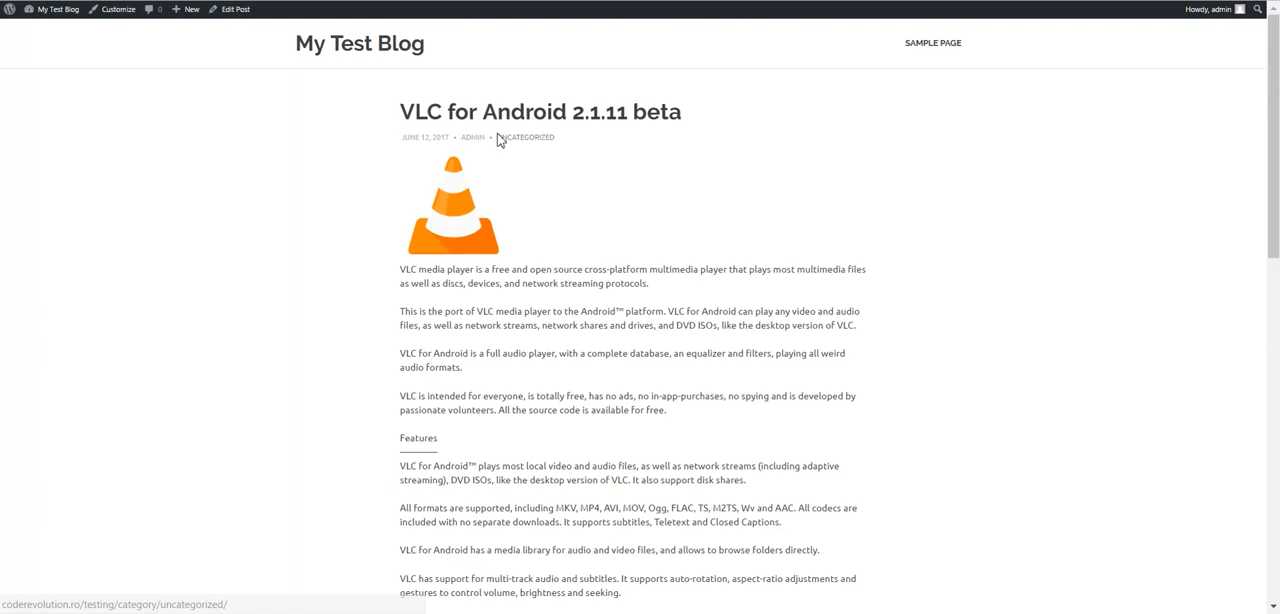 My Test Blog Customize 0 New Edit Post Howdy, admin
My Test Blog SAMPLE PAGE
VLC for Android 2.1.11 beta
JUNE 12, 2017 • ADMIN • UNCATEGORIZED
VLC media player is a free and open source cross-platform multimedia player that plays most multimedia files
as well as discs, devices, and network streaming protocols.
This is the port of VLC media player to the Android™ platform. VLC for Android can play any video and audio
files, as well as network streams, network shares and drives, and DVD ISOs, like the desktop version of VLC.
VLC for Android is a full audio player, with a complete database, an equalizer and filters, playing all weird
audio formats.
VLC is intended for everyone, is totally free, has no ads, no in-app-purchases, no spying and is developed by
passionate volunteers. All the source code is available for free.
Features
————
VLC for Android™ plays most local video and audio files, as well as network streams (including adaptive
streaming), DVD ISOs, like the desktop version of VLC. It also support disk shares.
All formats are supported, including MKV, MP4, AVI, MOV, Ogg, FLAC, TS, M2TS, Wv and AAC. All codecs are
included with no separate downloads. It supports subtitles, Teletext and Closed Captions.
VLC for Android has a media library for audio and video files, and allows to browse folders directly.
VLC has support for multi-track audio and subtitles. It supports auto-rotation, aspect-ratio adjustments and
gestures to control volume, brightness and seeking.
coderevolution.ro/testing/category/uncategorized/